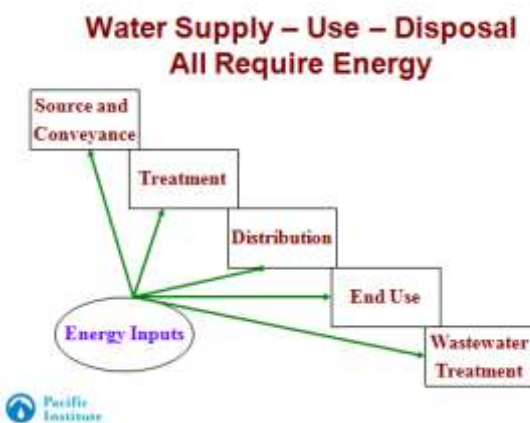 Water Supply – Use – Disposal
All Require Energy
Source and
Conveyance
Treatment
Distribution
End Use
Energy Inputs
Wastewater
Treatment
Pacific
Institute